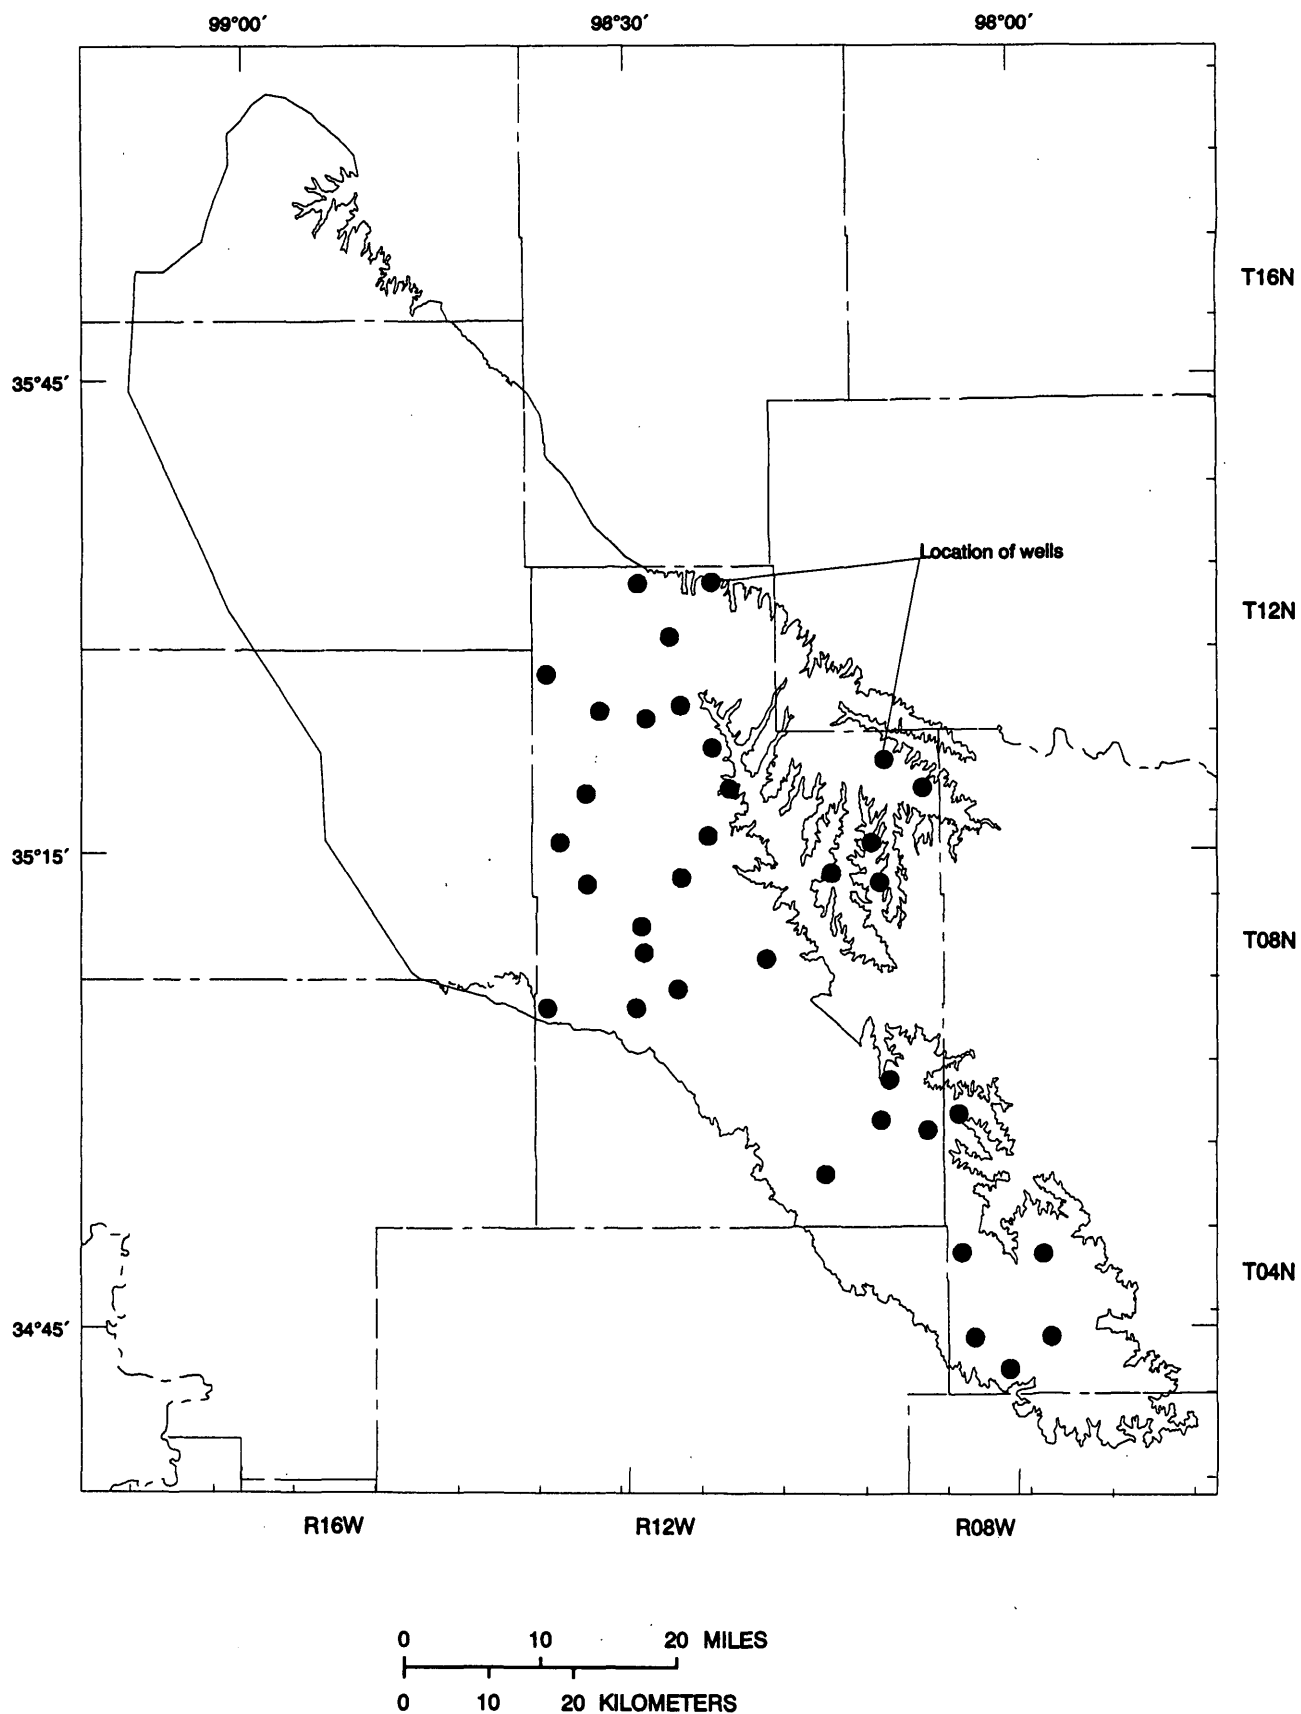 99°00′ 98°30′ 98°00′
T16N
35°45′
Location of wells
T12N
35°15′
T08N
T04N
34°45′
R16W R12W R08W
0 10 20 MILES
0 10 20 KILOMETERS